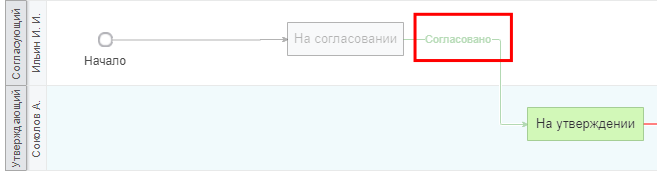 Согласующий
Ильин И. И.
Начало
На согласовании
Согласовано
Утверждающий
Соколов А.
На утверждении